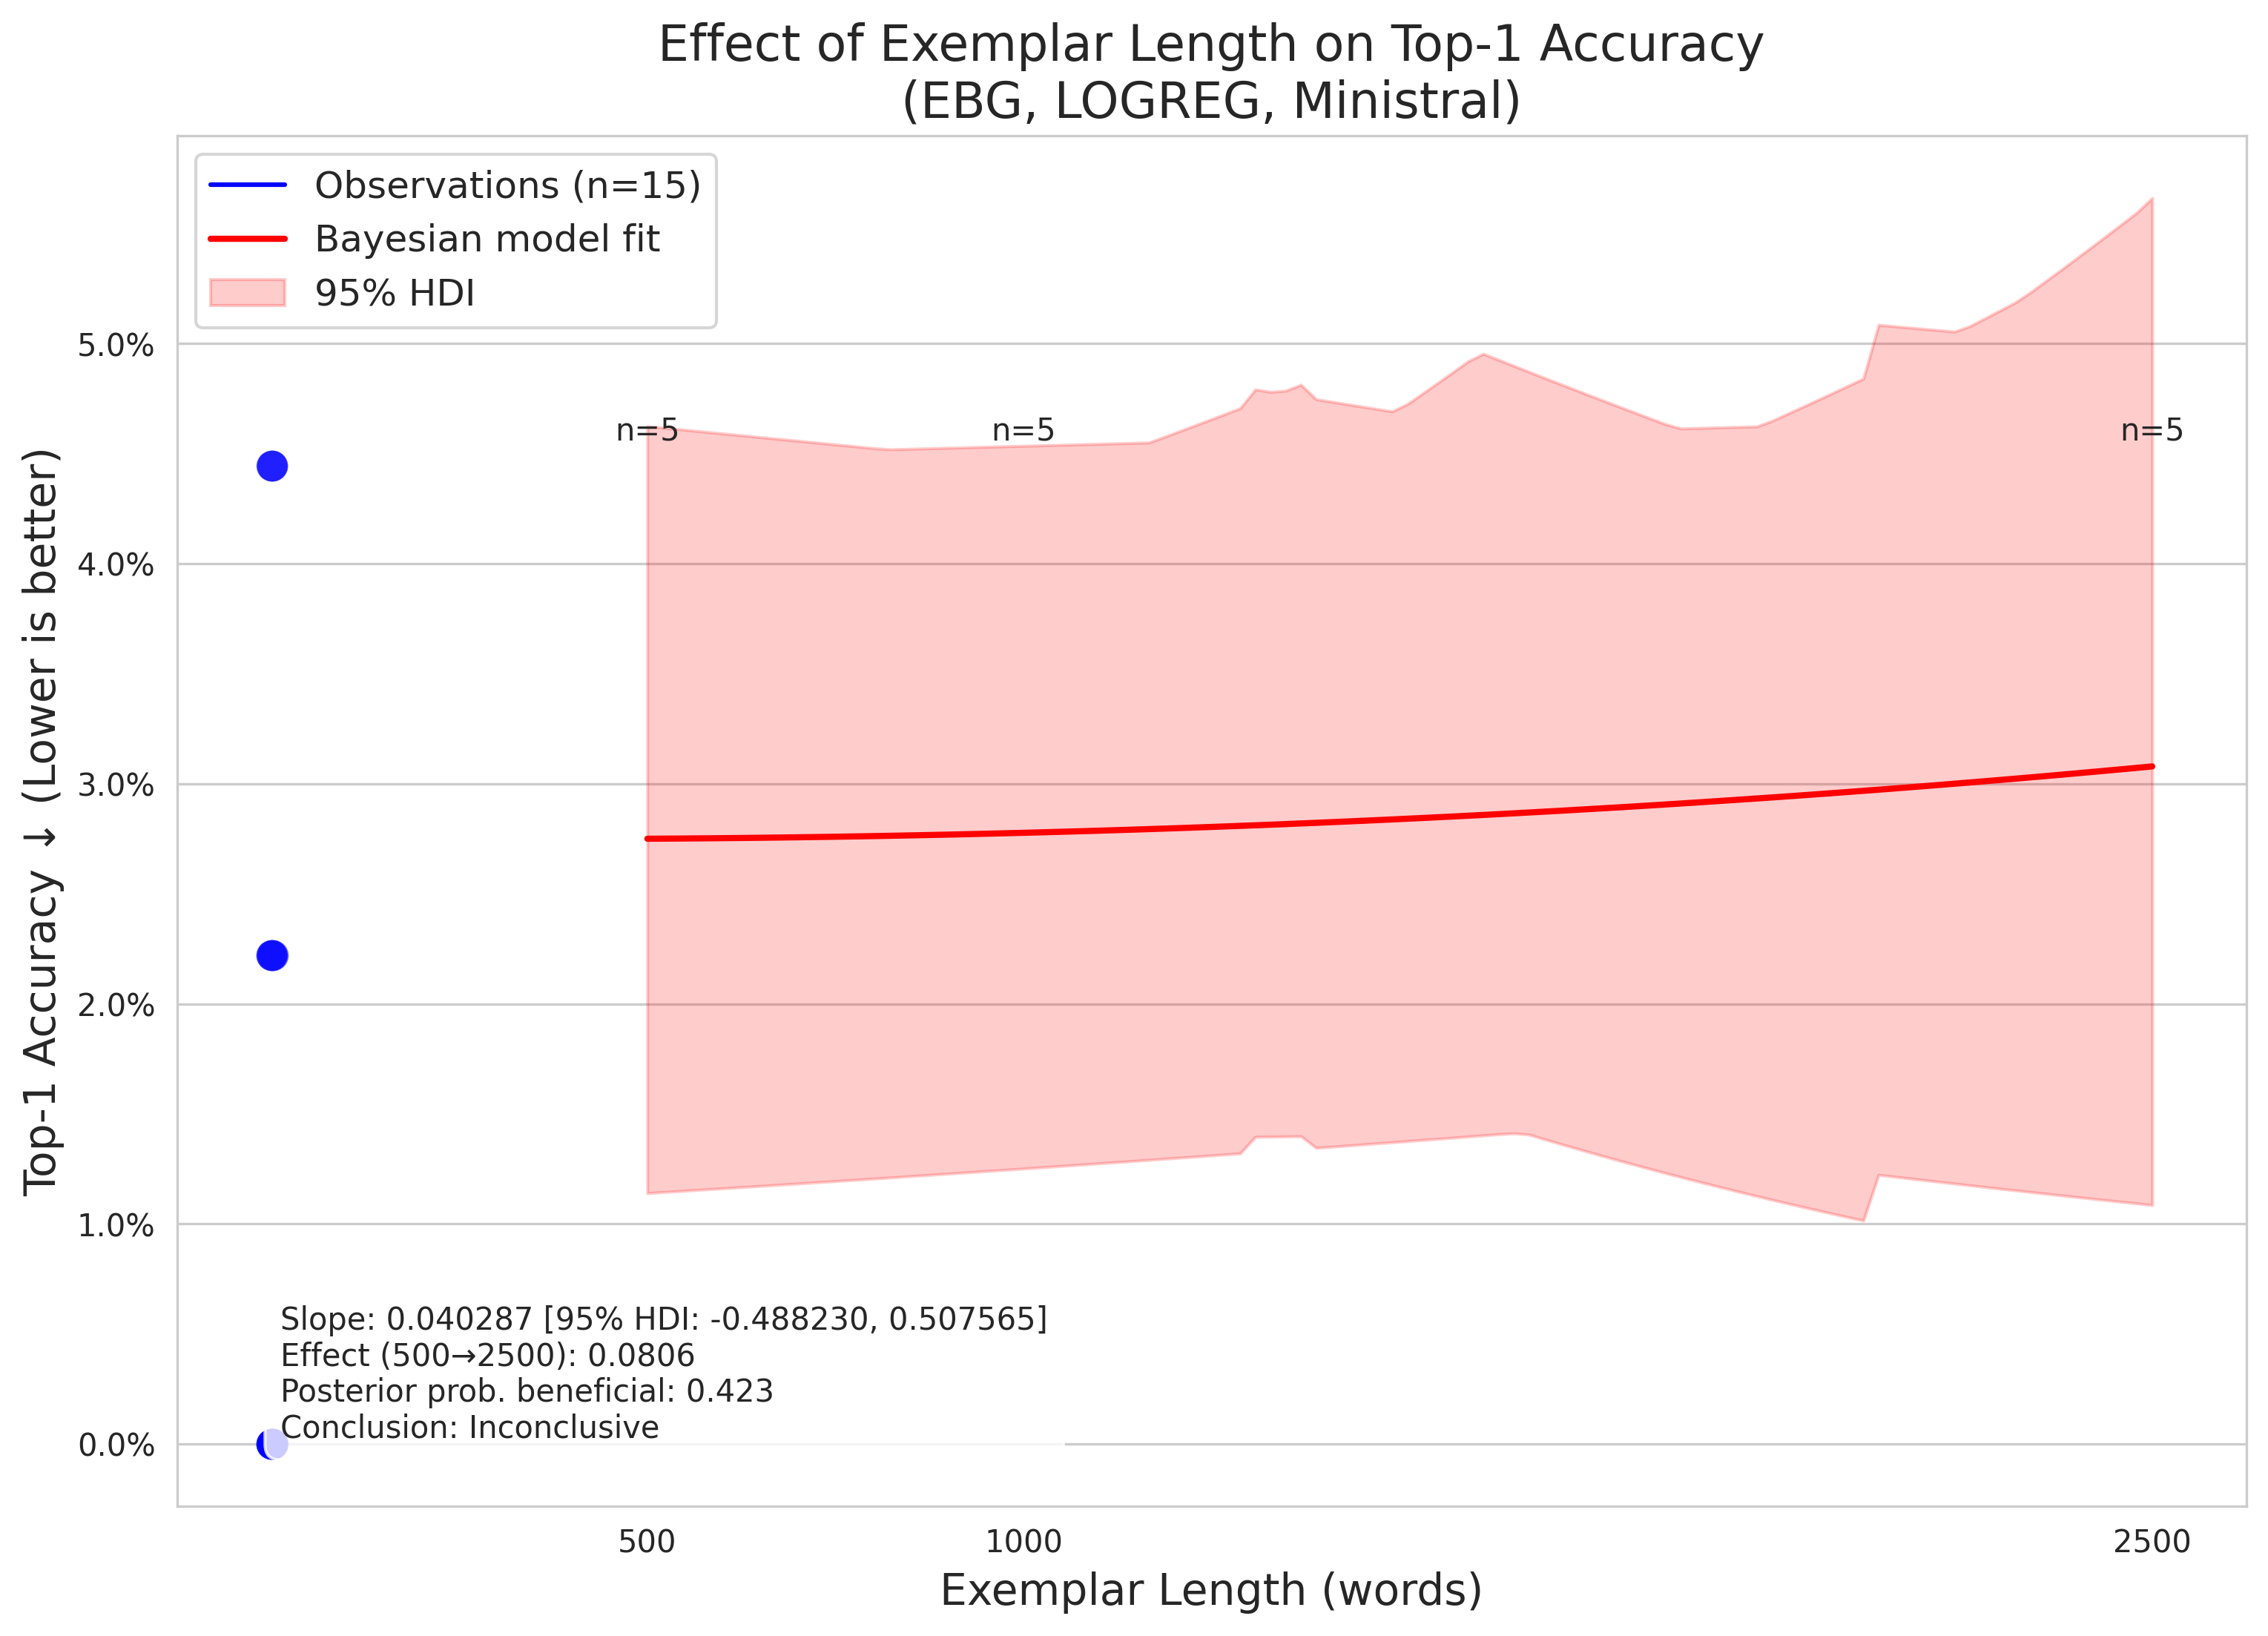 Effect of Exemplar Length on Top-1 Accuracy
(EBG, LOGREG, Ministral)
Observations (n=15)
Bayesian model fit
95% HDI
Top-1 Accuracy ↓ (Lower is better)
5.0%
4.0%
3.0%
2.0%
1.0%
0.0%
n=5
n=5
n=5
Slope: 0.040287 [95% HDI: -0.488230, 0.507565]
Effect (500→2500): 0.0806
Posterior prob. beneficial: 0.423
Conclusion: Inconclusive
500
1000
2500
Exemplar Length (words)